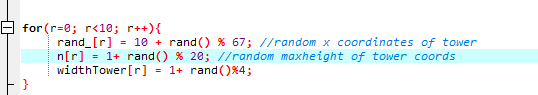 for(r=0; r<10; r++){
rand_[r] = 10 + rand() % 67; //random x coordinates of tower
n[r] = 1+ rand() % 20; //random maxheight of tower coords
widthTower[r] = 1+ rand()%4;
}